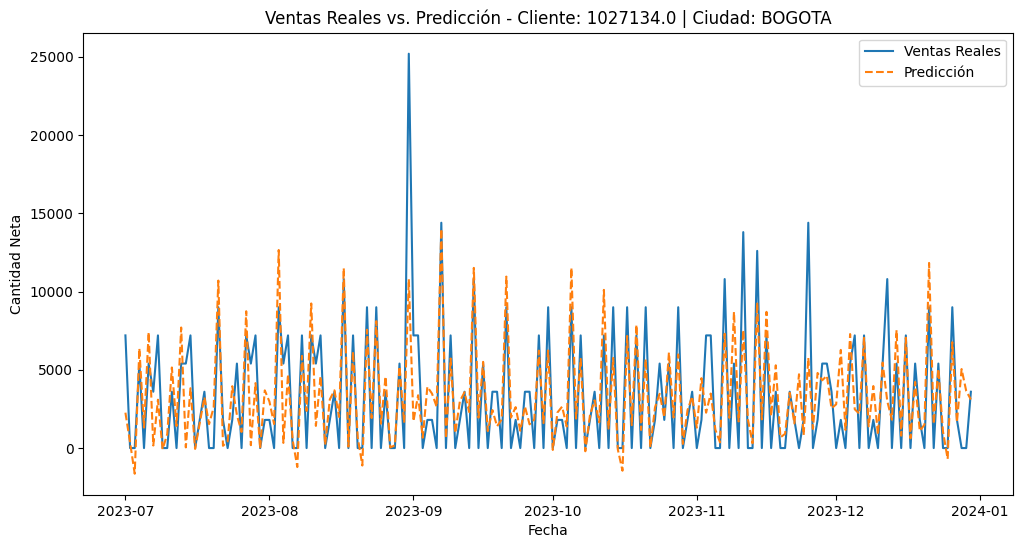 Ventas Reales vs. Predicción - Cliente: 1027134.0 | Ciudad: BOGOTA
Ventas Reales
Predicción
Cantidad Neta
25000
20000
15000
10000
5000
0
2023-07
2023-08
2023-09
2023-10
2023-11
2023-12
2024-01
Fecha